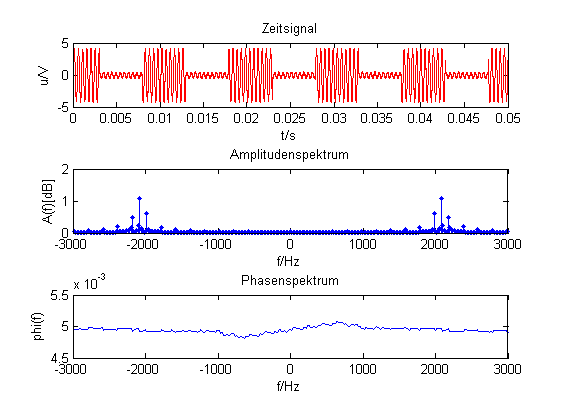 Zeitsignal
5
0
-5
u/V
0 0.005 0.01 0.015 0.02 0.025 0.03 0.035 0.04 0.045 0.05
t/s
Amplitudenspektrum
2
1
0
A(f)[dB]
-3000 -2000 -1000 0 1000 2000 3000
f/Hz
x 10-3
Phasenspektrum
5.5
5
4.5
phi(f)
-3000 -2000 -1000 0 1000 2000 3000
f/Hz